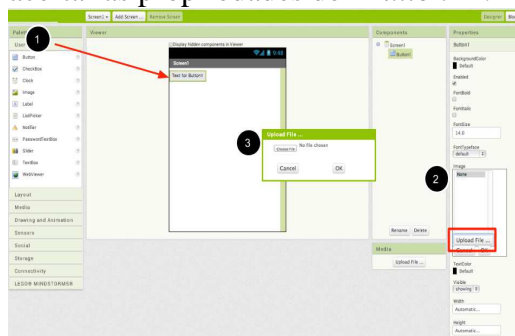 Screen1
Add Screen ...
Remove Screen
Designer
Viewer
Components
Properties
User
Button
CheckBox
Clock
Image
Label
ListPicker
Notifier
PasswordTextBox
Slider
TextBox
WebViewer
Layout
Media
Drawing and Animation
Sensors
Social
Storage
Connectivity
LEGO® MINDSTORMS®
1
Display hidden components in Viewer
9:48
Screen1
Text for Button1
3
Upload File ...
Choose File
No file chosen
Cancel
OK
Screen1
Button1
Rename
Delete
Media
Upload File ...
Button1
BackgroundColor
Default
Enabled
FontBold
FontItalic
FontSize
14.0
FontTypeface
default
Image
None
2
Upload File ...
TextColor
Default
Visible
showing
Width
Automatic...
Height
Automatic...